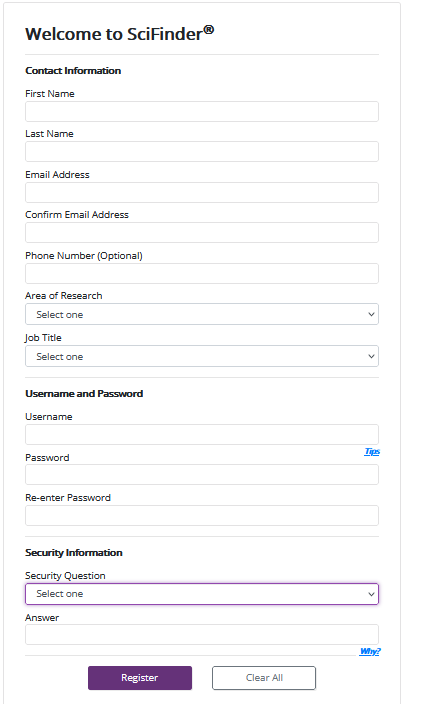 Welcome to SciFinder®
Contact Information
First Name
Last Name
Email Address
Confirm Email Address
Phone Number (Optional)
Area of Research
Select one
Job Title
Select one
Username and Password
Username
Tips
Password
Re-enter Password
Security Information
Security Question
Select one
Answer
Why?
Register Clear All